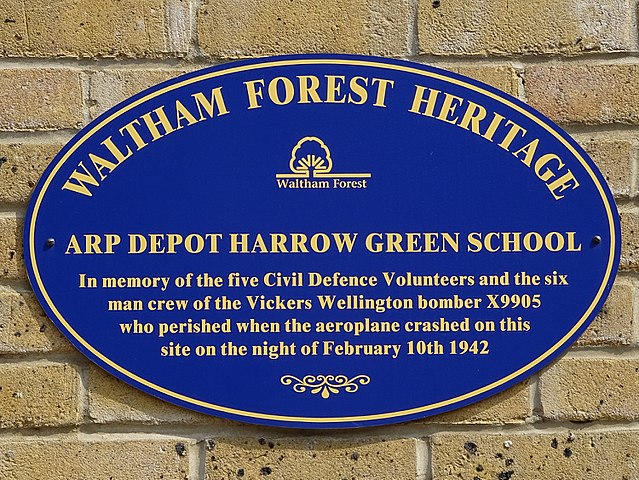 WALTHAM FOREST HERITAGE
Waltham Forest
ARP DEPOT HARROW GREEN SCHOOL
In memory of the five Civil Defence Volunteers and the six
man crew of the Vickers Wellington bomber X9905
who perished when the aeroplane crashed on this
site on the night of February 10th 1942